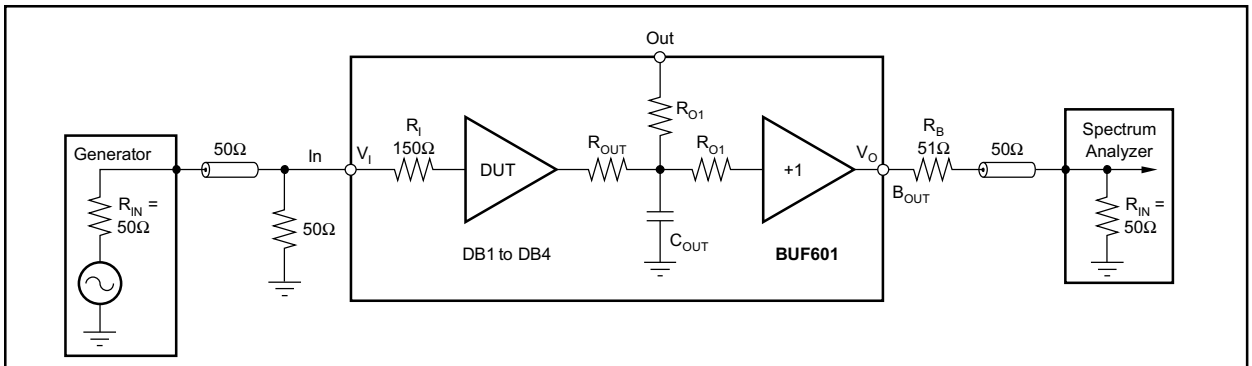 Out
R_O1
Generator
R_IN =
50Ω
50Ω
In
50Ω
V_I
R_I
150Ω
DUT
DB1 to DB4
R_OUT
C_OUT
R_O1
+1
BUF601
V_O
B_OUT
R_B
51Ω
50Ω
Spectrum
Analyzer
R_IN =
50Ω